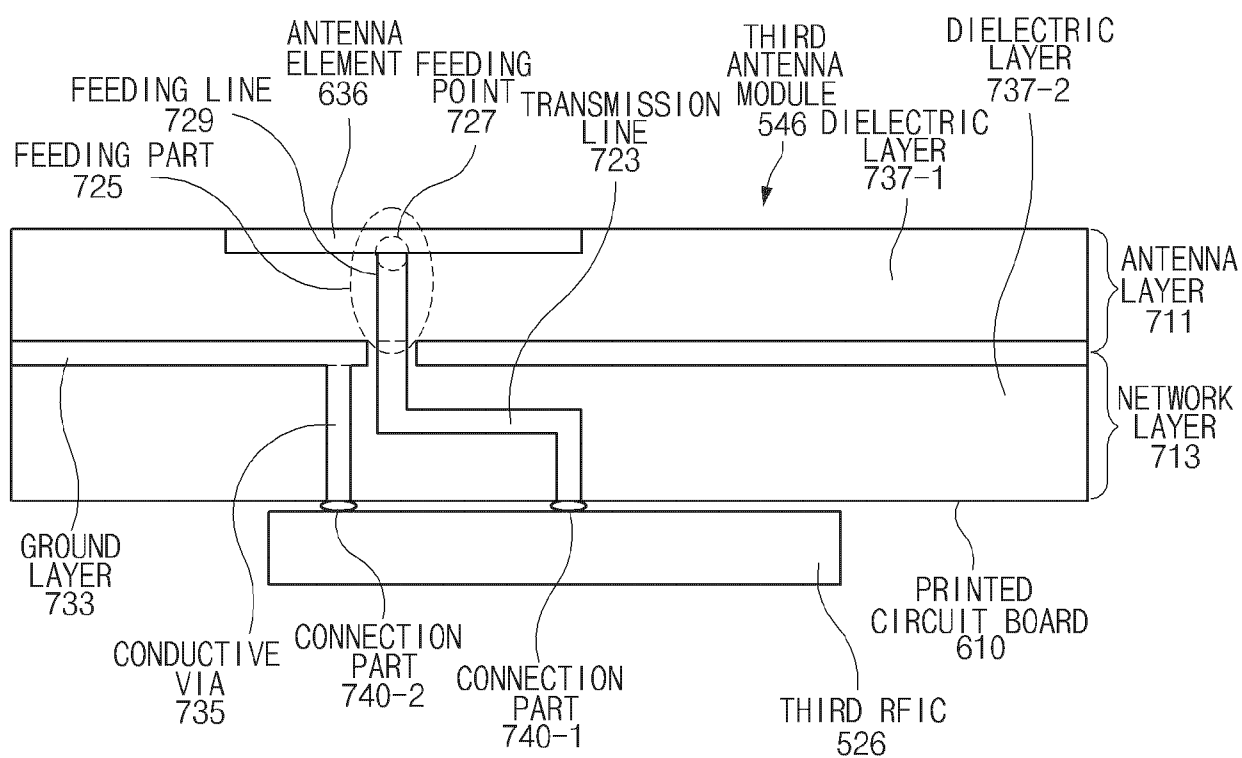 ANTENNA
ELEMENT
636
FEEDING LINE
729
FEEDING PART
725
FEEDING
POINT
727
TRANSMISSION
LINE
723
THIRD
ANTENNA
MODULE
546
DIELECTRIC
LAYER
737-1
DIELECTRIC
LAYER
737-2
ANTENNA
LAYER
711
NETWORK
LAYER
713
GROUND
LAYER
733
CONDUCTIVE
VIA
735
CONNECTION
PART
740-2
CONNECTION
PART
740-1
PRINTED
CIRCUIT BOARD
610
THIRD RFIC
526